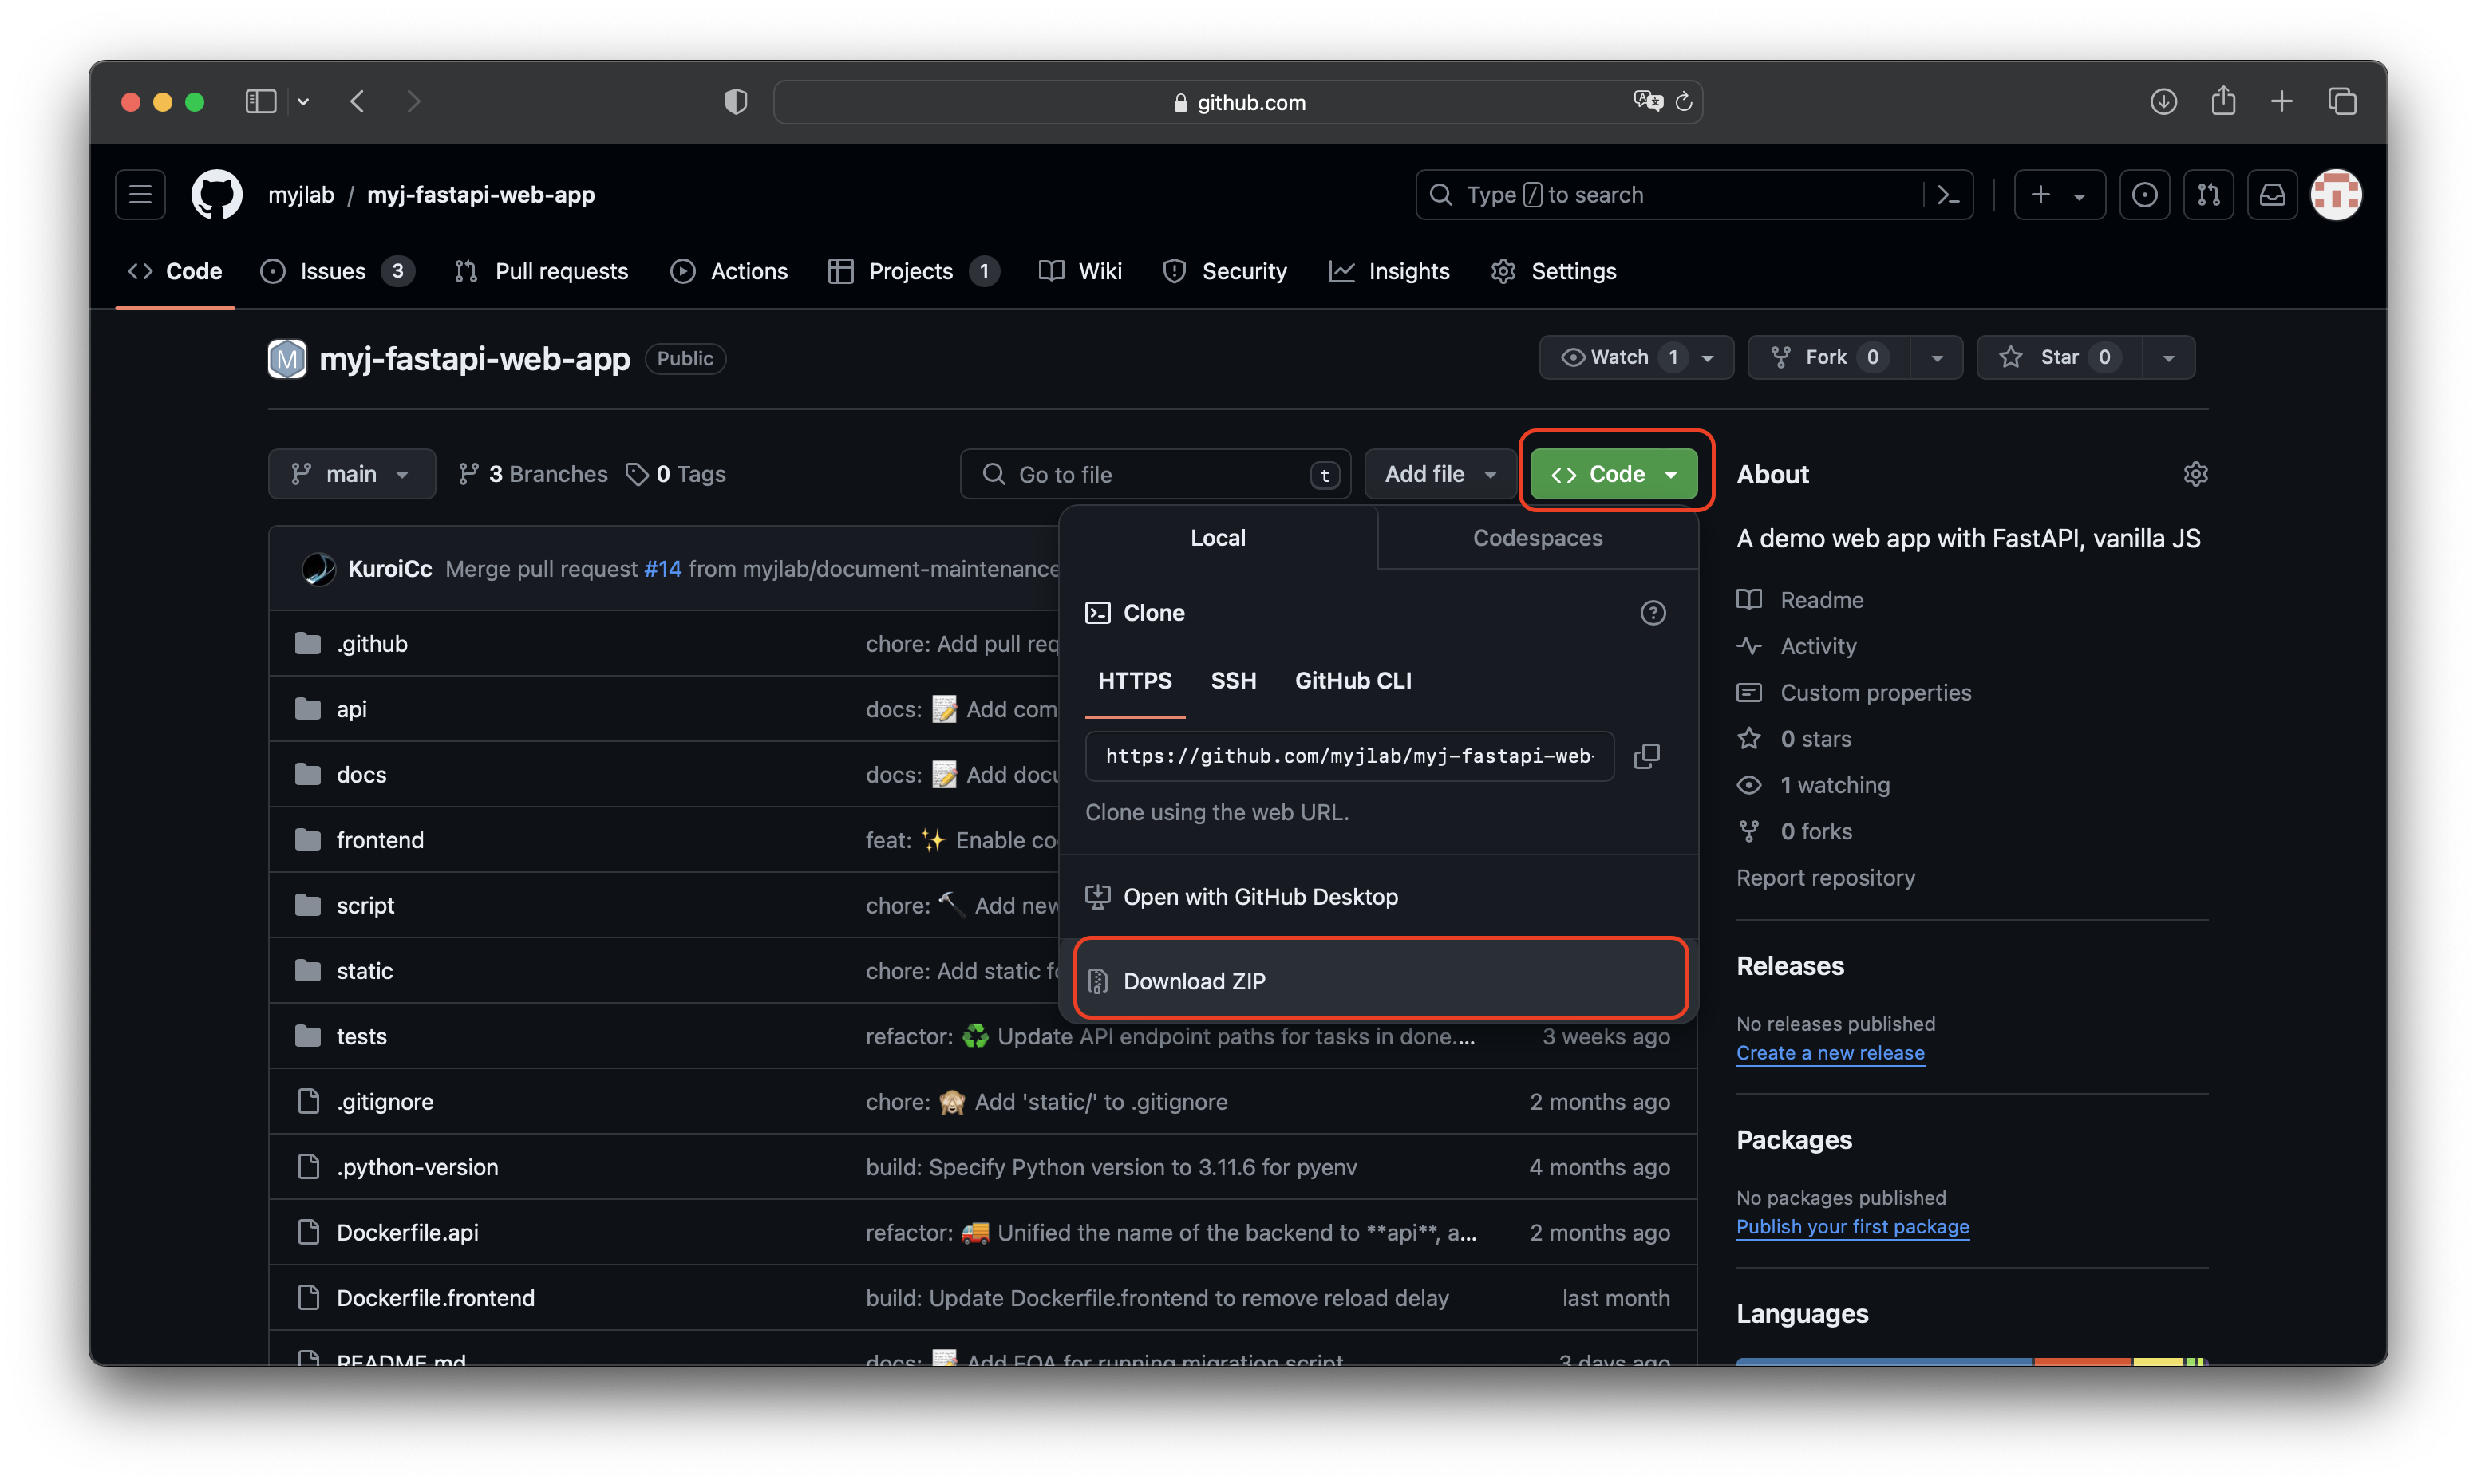 github.com
myjlab / myj-fastapi-web-app
Type / to search
Code
Issues 3
Pull requests
Actions
Projects 1
Wiki
Security
Insights
Settings
M
myj-fastapi-web-app
Public
Watch 1
Fork 0
Star 0
main
3 Branches
0 Tags
Go to file
t
Add file
<> Code
Local
Codespaces
Clone
HTTPS
SSH
GitHub CLI
https://github.com/myjlab/myj-fastapi-web-
Clone using the web URL.
Open with GitHub Desktop
Download ZIP
KuroiCc Merge pull request #14 from myjlab/document-maintenance
.github chore: Add pull req
api docs: 📝 Add com
docs docs: 📝 Add docu
frontend feat: ✨ Enable co
script chore: 🔨 Add new
static chore: Add static fo
tests refactor: ♻️ Update API endpoint paths for tasks in done.... 3 weeks ago
.gitignore chore: 🙈 Add 'static/' to .gitignore 2 months ago
.python-version build: Specify Python version to 3.11.6 for pyenv 4 months ago
Dockerfile.api refactor: 🚚 Unified the name of the backend to **api**, a... 2 months ago
Dockerfile.frontend build: Update Dockerfile.frontend to remove reload delay last month
README.md docs: 📝 Add FQA for running migration script 3 days ago
About
A demo web app with FastAPI, vanilla JS
Readme
Activity
Custom properties
0 stars
1 watching
0 forks
Report repository
Releases
No releases published
Create a new release
Packages
No packages published
Publish your first package
Languages